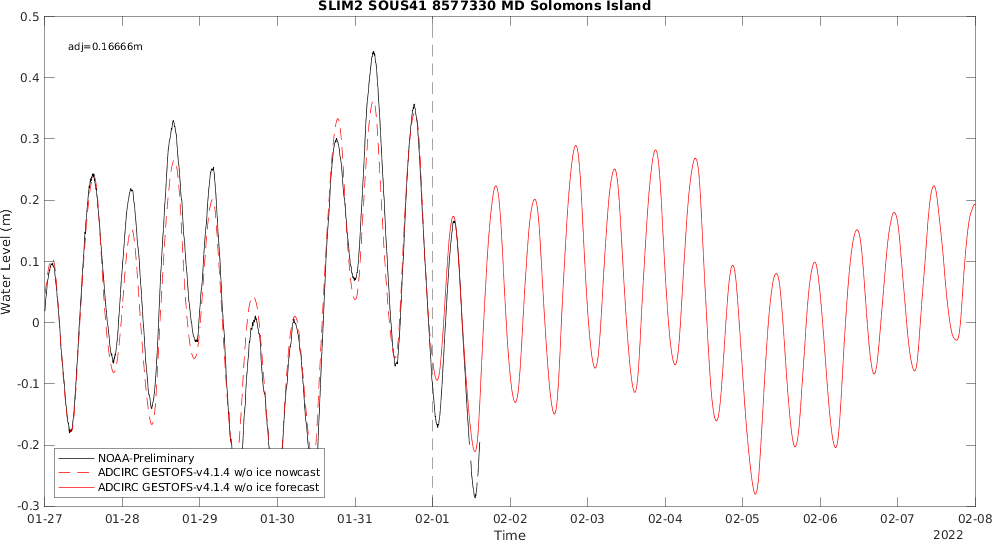 SLIM2 SOUS41 8577330 MD Solomons Island
adj=0.16666m
Water Level (m)
0.5
0.4
0.3
0.2
0.1
0
-0.1
-0.2
-0.3
NOAA-Preliminary
ADCIRC GESTOFS-v4.1.4 w/o ice nowcast
ADCIRC GESTOFS-v4.1.4 w/o ice forecast
01-27 01-28 01-29 01-30 01-31 02-01 02-02 02-03 02-04 02-05 02-06 02-07 02-08
Time
2022